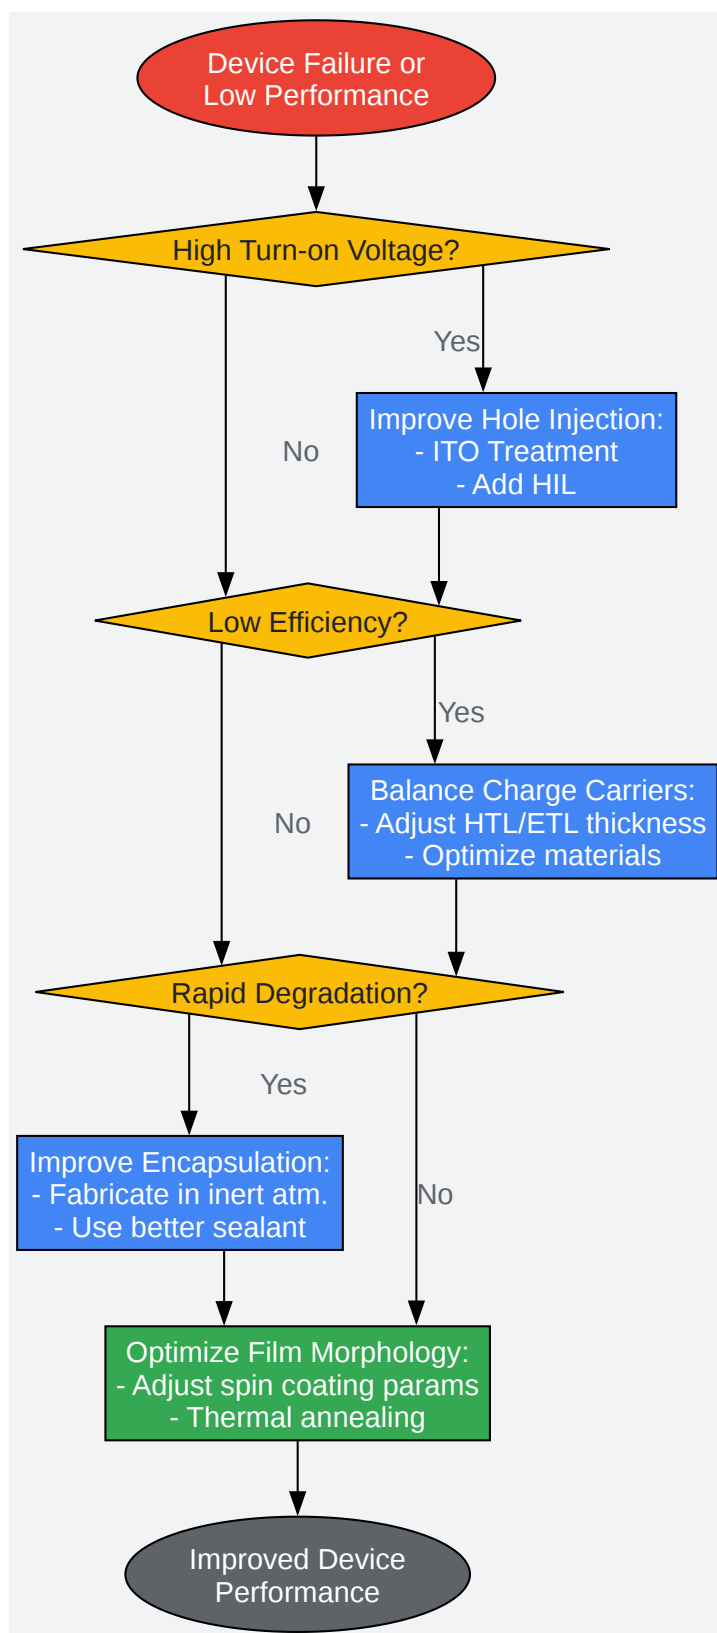 Device Failure or
Low Performance
High Turn-on Voltage?
Yes
Improve Hole Injection:
- ITO Treatment
- Add HIL
No
Low Efficiency?
Yes
Balance Charge Carriers:
- Adjust HTL/ETL thickness
- Optimize materials
No
Rapid Degradation?
Yes
Improve Encapsulation:
- Fabricate in inert atm.
- Use better sealant
No
Optimize Film Morphology:
- Adjust spin coating params
- Thermal annealing
Improved Device
Performance